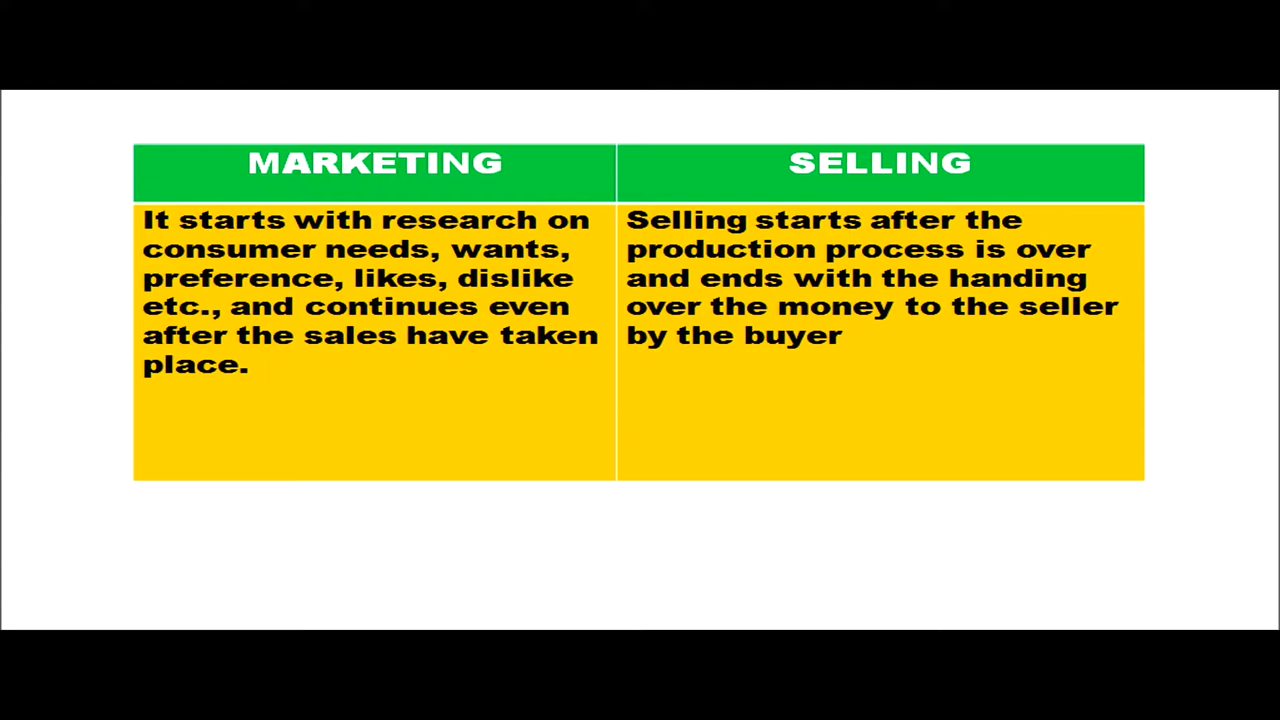 MARKETING
SELLING
It starts with research on
consumer needs, wants,
preference, likes, dislike
etc., and continues even
after the sales have taken
place.
Selling starts after the
production process is over
and ends with the handing
over the money to the seller
by the buyer